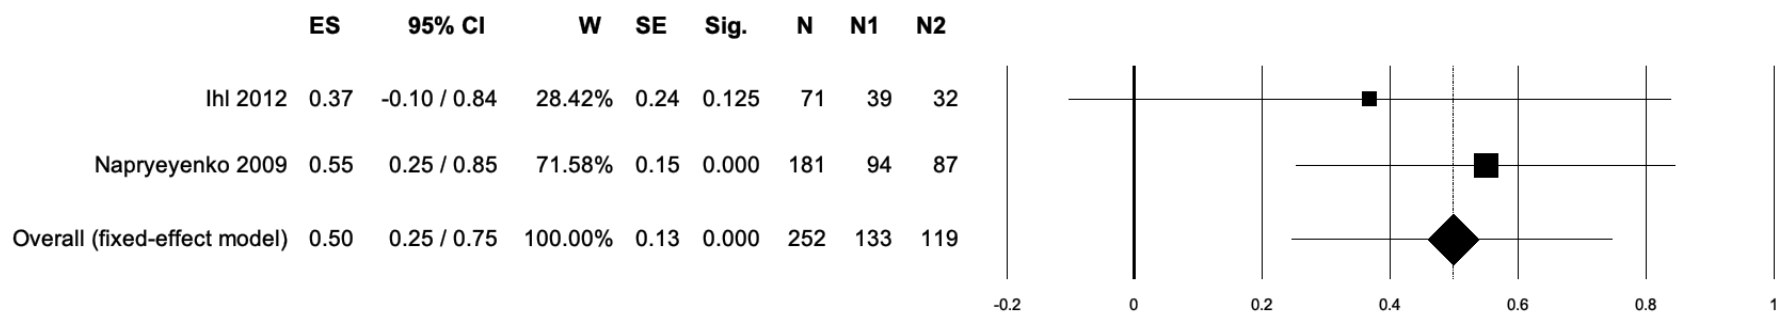 ES 95% CI W SE Sig. N N1 N2
Ihl 2012 0.37 -0.10 / 0.84 28.42% 0.24 0.125 71 39 32
Napryeyenko 2009 0.55 0.25 / 0.85 71.58% 0.15 0.000 181 94 87
Overall (fixed-effect model) 0.50 0.25 / 0.75 100.00% 0.13 0.000 252 133 119
-0.2 0 0.2 0.4 0.6 0.8 1